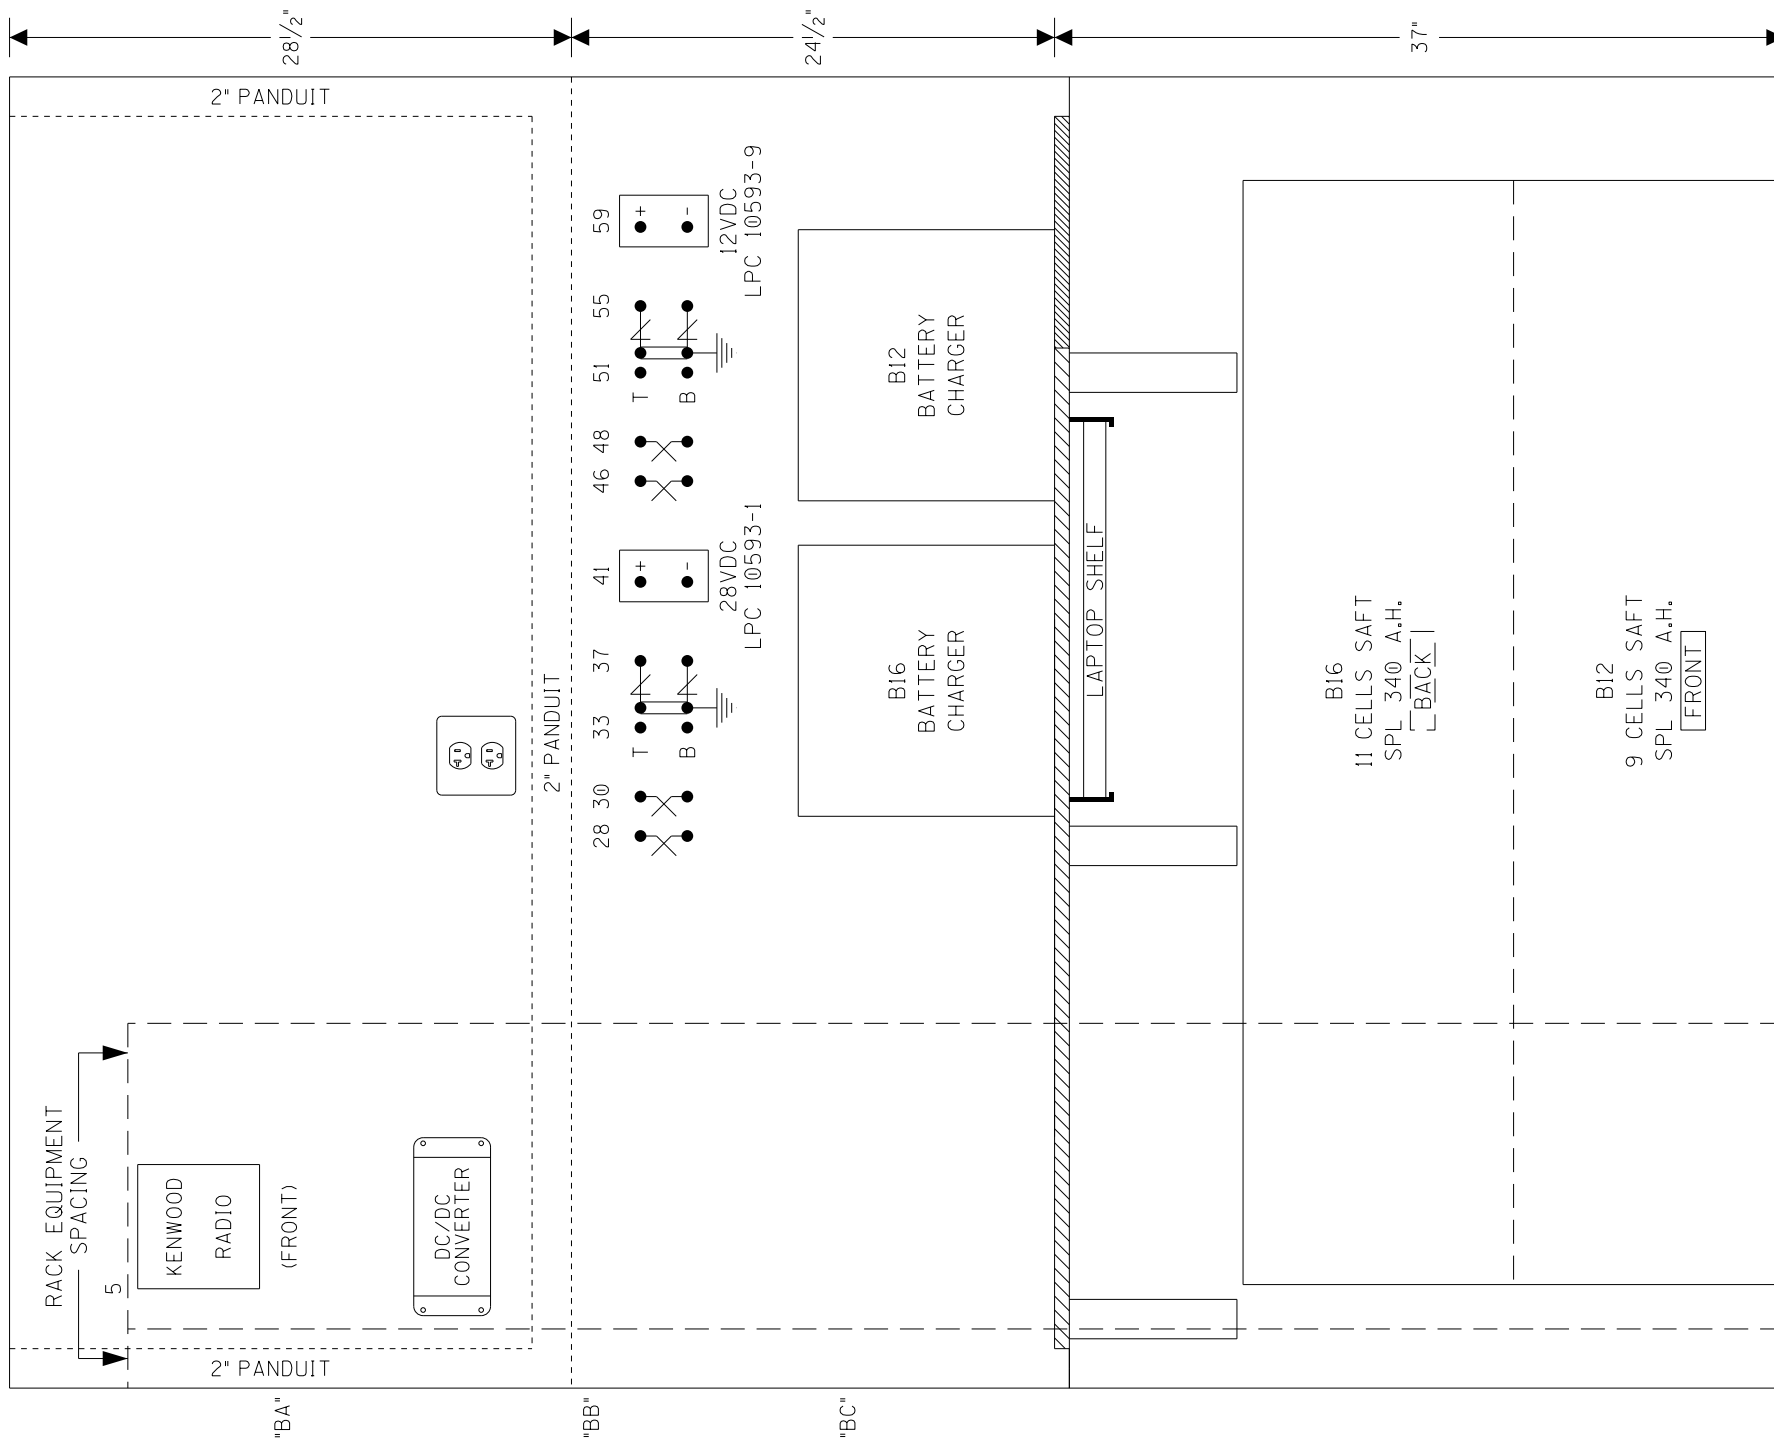 28½"
24½"
37"
2" PANDUIT
RACK EQUIPMENT
SPACING
5
KENWOOD
RADIO
(FRONT)
DC/DC
CONVERTER
2" PANDUIT
2" PANDUIT
"BA"
"BB"
"BC"
28 30 33 37 41 46 48 51 55 59
T
B
+
-
28VDC
LPC 10593-1
T
B
+
-
12VDC
LPC 10593-9
B16
BATTERY
CHARGER
B12
BATTERY
CHARGER
LAPTOP SHELF
B16
11 CELLS SAFT
SPL 340 A.H.
BACK
B12
9 CELLS SAFT
SPL 340 A.H.
FRONT